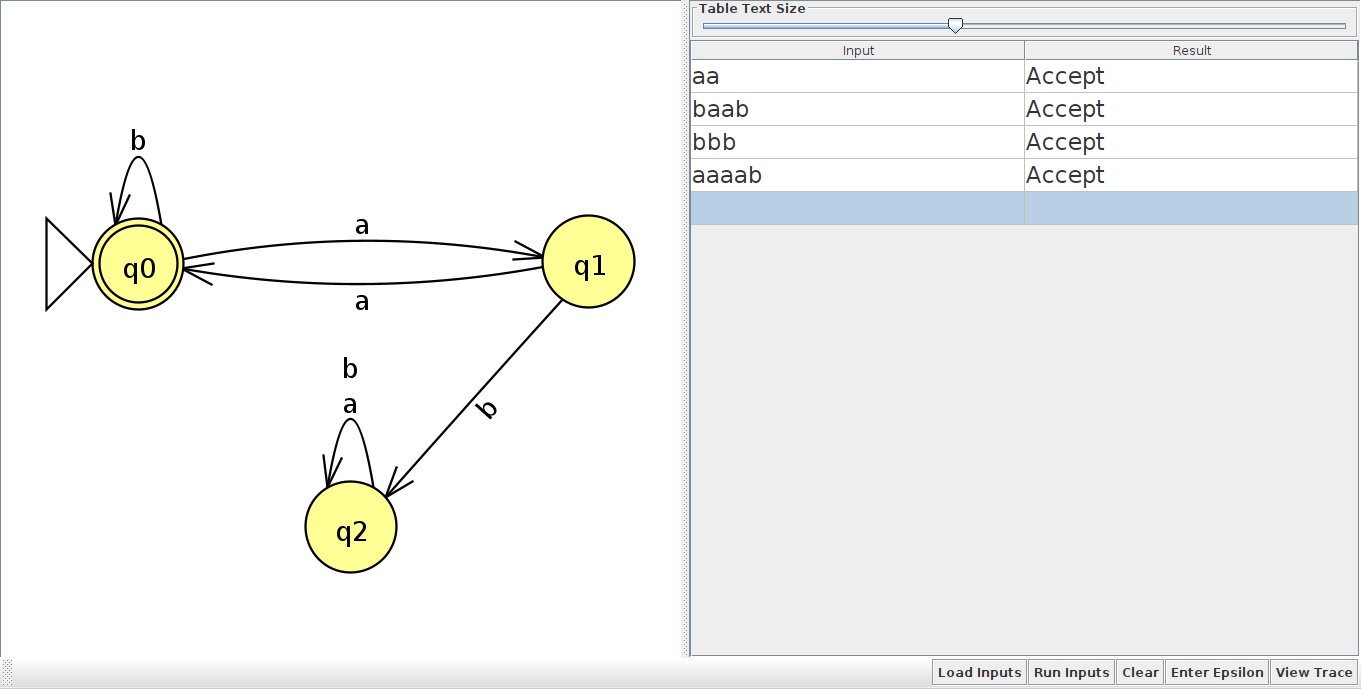 b
q0
a
q1
a
b
a
b
q2
Table Text Size
Input Result
aa Accept
baab Accept
bbb Accept
aaaab Accept
Load Inputs Run Inputs Clear Enter Epsilon View Trace